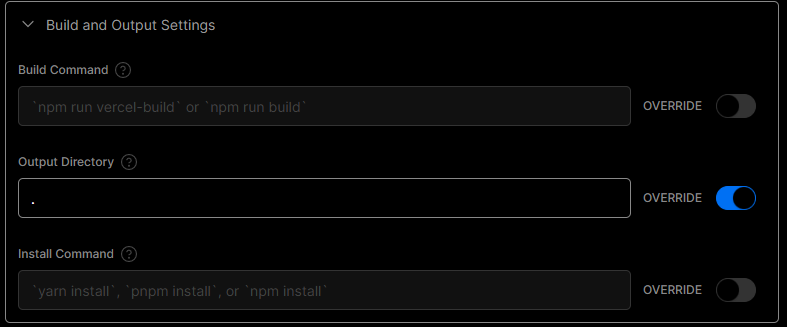 Build and Output Settings
Build Command ?
`npm run vercel-build` or `npm run build` OVERRIDE
Output Directory ?
. OVERRIDE
Install Command ?
`yarn install`, `pnpm install`, or `npm install` OVERRIDE